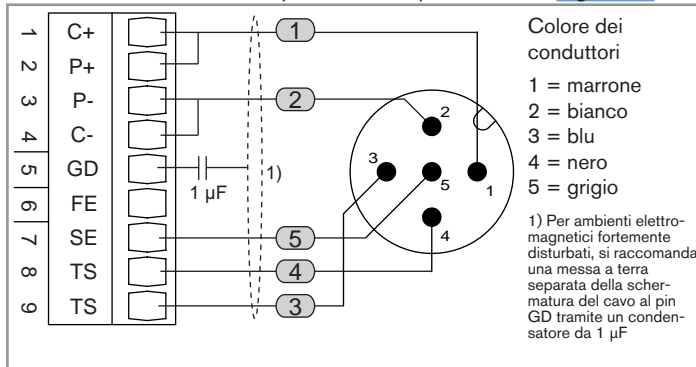 1 C+
2 P+
3 P-
4 C-
5 GD
6 FE
7 SE
8 TS
9 TS
1
2
5
4
3
1 µF
1)
2
3
5
1
4
Colore dei
conduttori
1 = marrone
2 = bianco
3 = blu
4 = nero
5 = grigio
1) Per ambienti elettro-
magnetici fortemente
disturbati, si raccomanda
una messa a terra
separata della scher-
matura del cavo al pin
GD tramite un conden-
satore da 1 µF